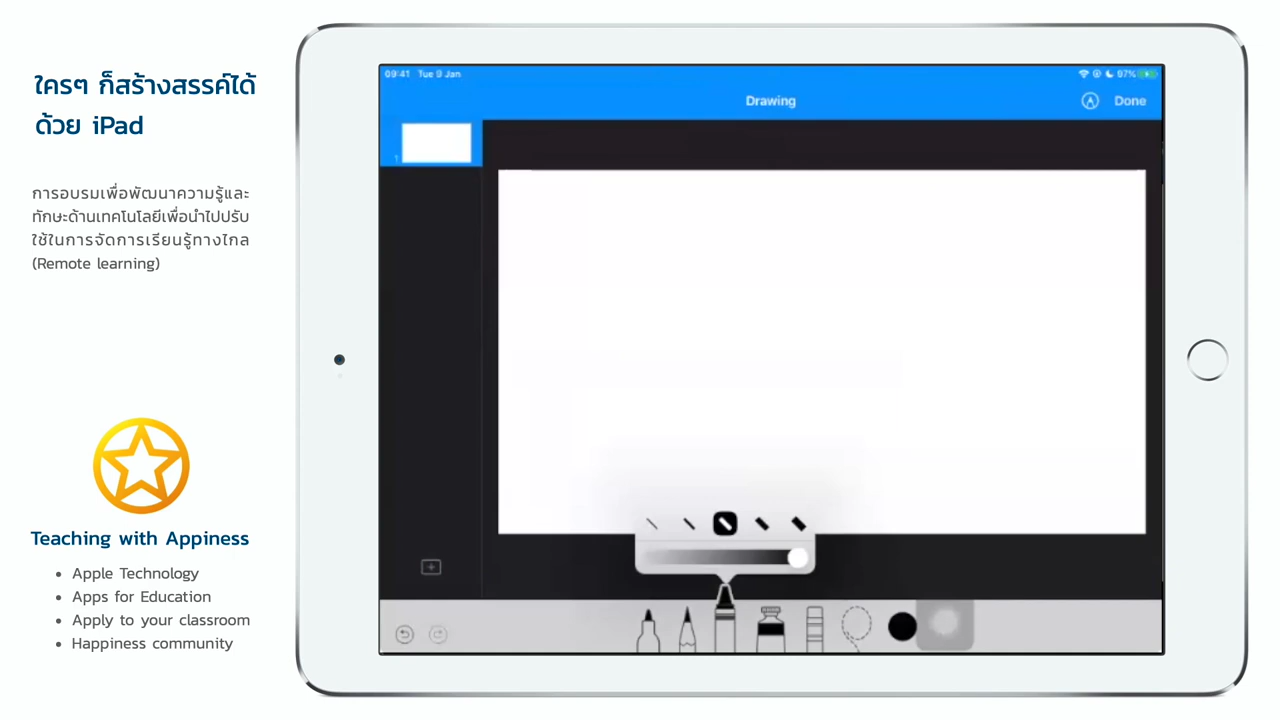 ใครๆ ก็สร้างสรรค์ได้
ด้วย iPad
การอบรมเพื่อพัฒนาความรู้และ
ทักษะด้านเทคโนโลยีเพื่อนำไปปรับ
ใช้ในการจัดการเรียนรู้ทางไกล
(Remote learning)
Teaching with Appiness
• Apple Technology
• Apps for Education
• Apply to your classroom
• Happiness community
09:41 Tue 9 Jan
97%
Drawing
Done
1